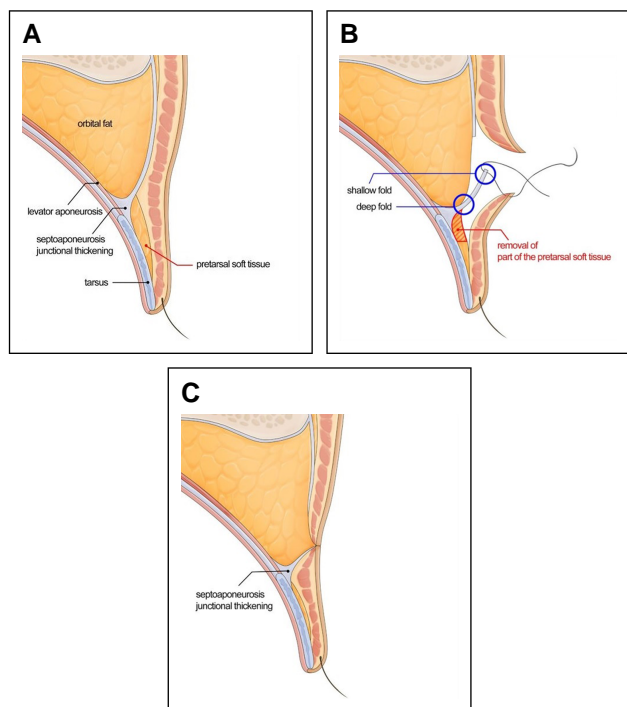 A
orbital fat
levator aponeurosis
septoaponeurosis
junctional thickening
pretarsal soft tissue
tarsus
B
shallow fold
deep fold
removal of
part of the pretarsal soft tissue
C
septoaponeurosis
junctional thickening